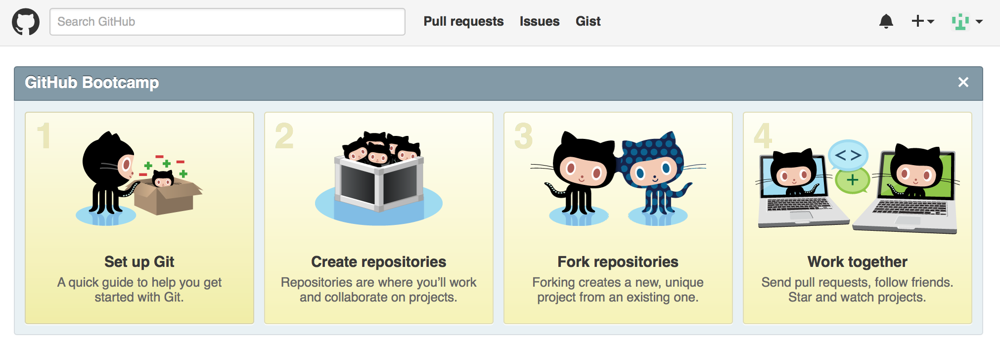 Search GitHub
Pull requests
Issues
Gist
GitHub Bootcamp
1
Set up Git
A quick guide to help you get
started with Git.
2
Create repositories
Repositories are where you’ll work
and collaborate on projects.
3
Fork repositories
Forking creates a new, unique
project from an existing one.
4
<>
+
Work together
Send pull requests, follow friends.
Star and watch projects.